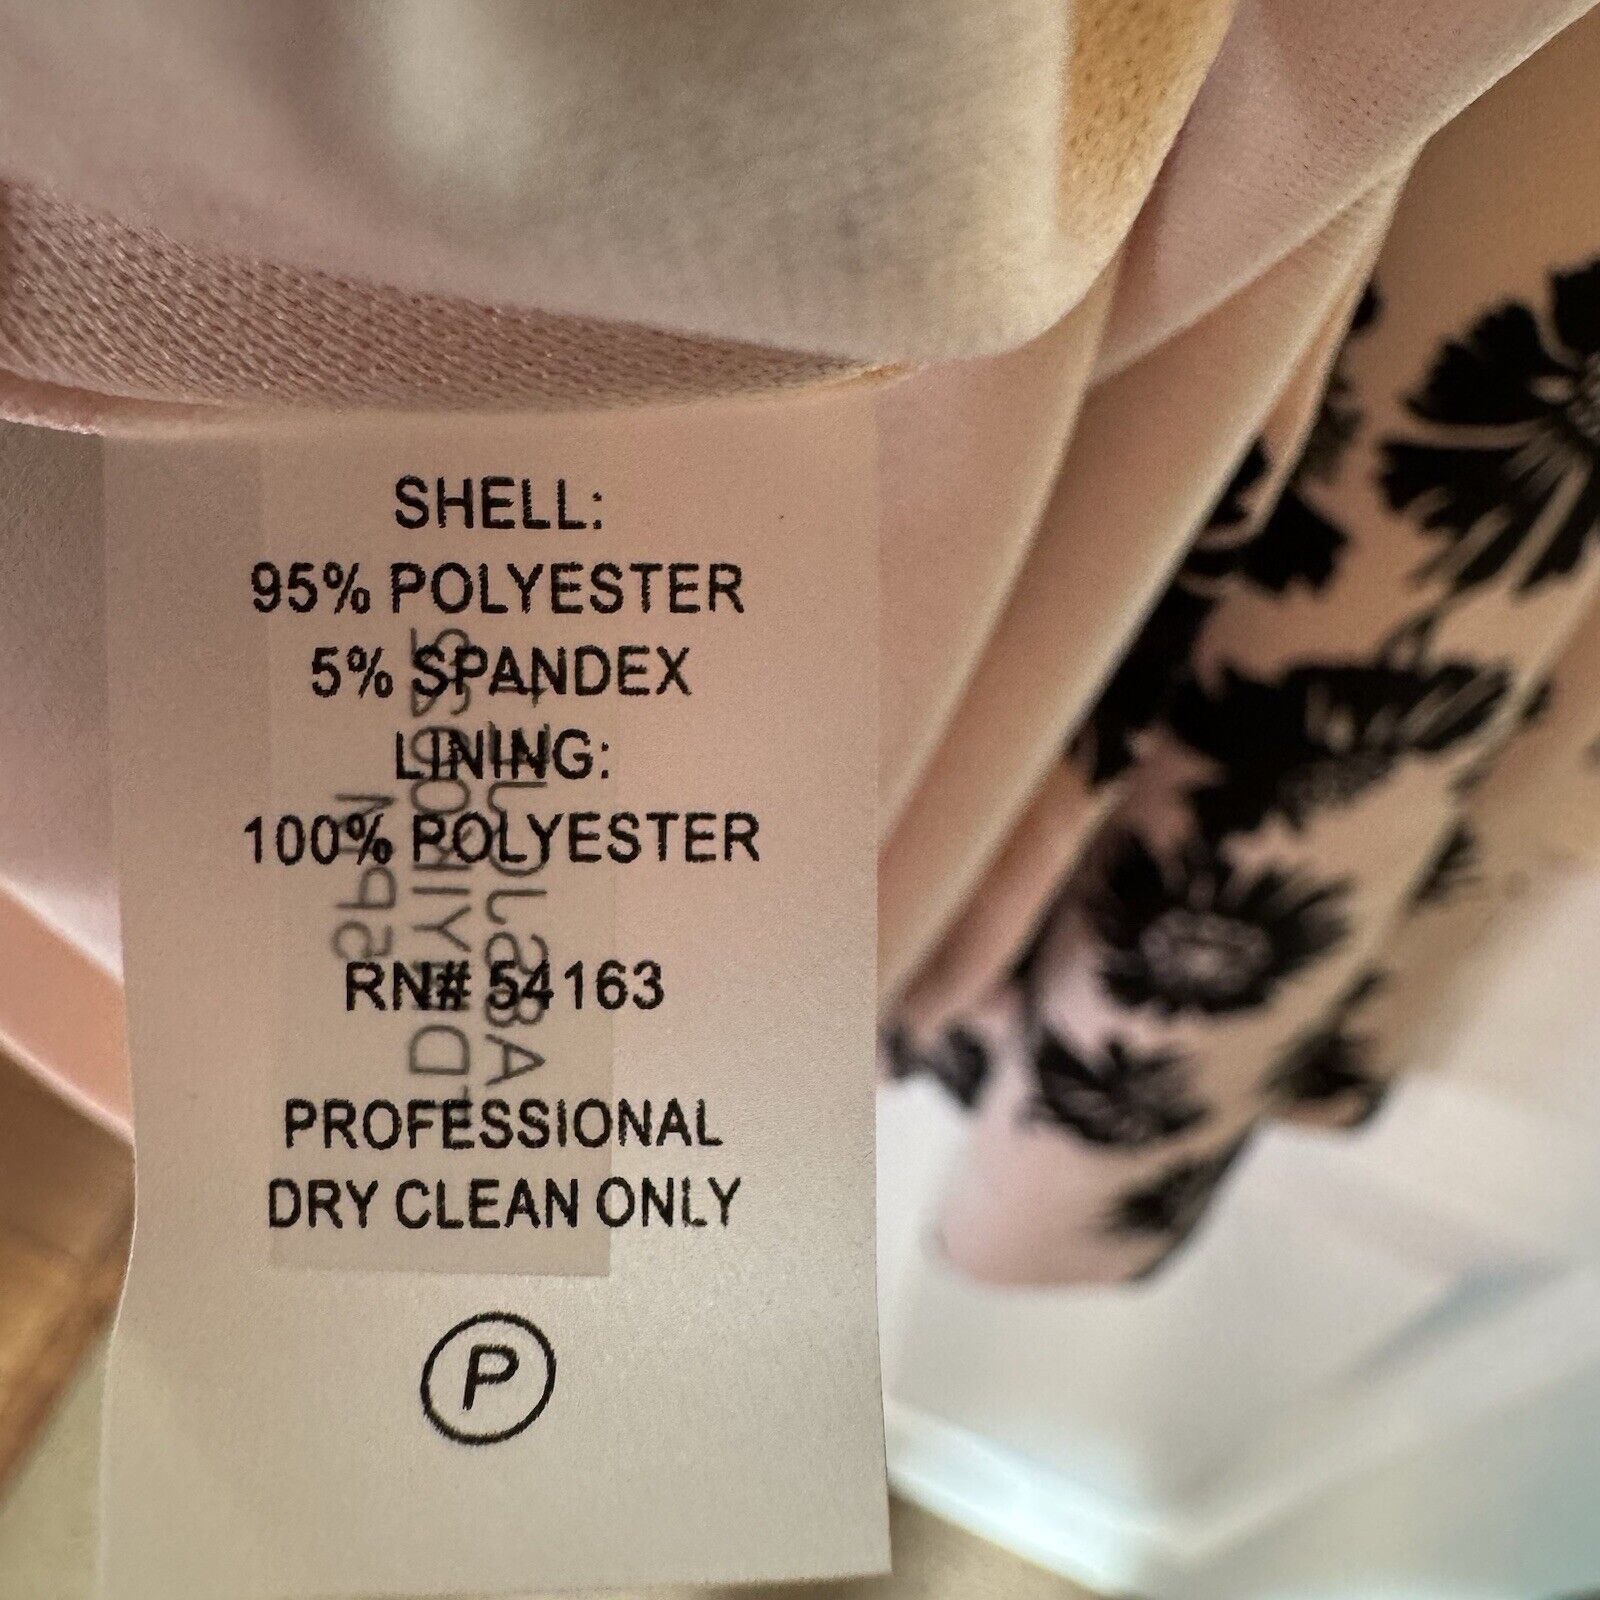 SHELL:
95% POLYESTER
5% SPANDEX
LINING:
100% POLYESTER
RN# 54163
PROFESSIONAL
DRY CLEAN ONLY
P